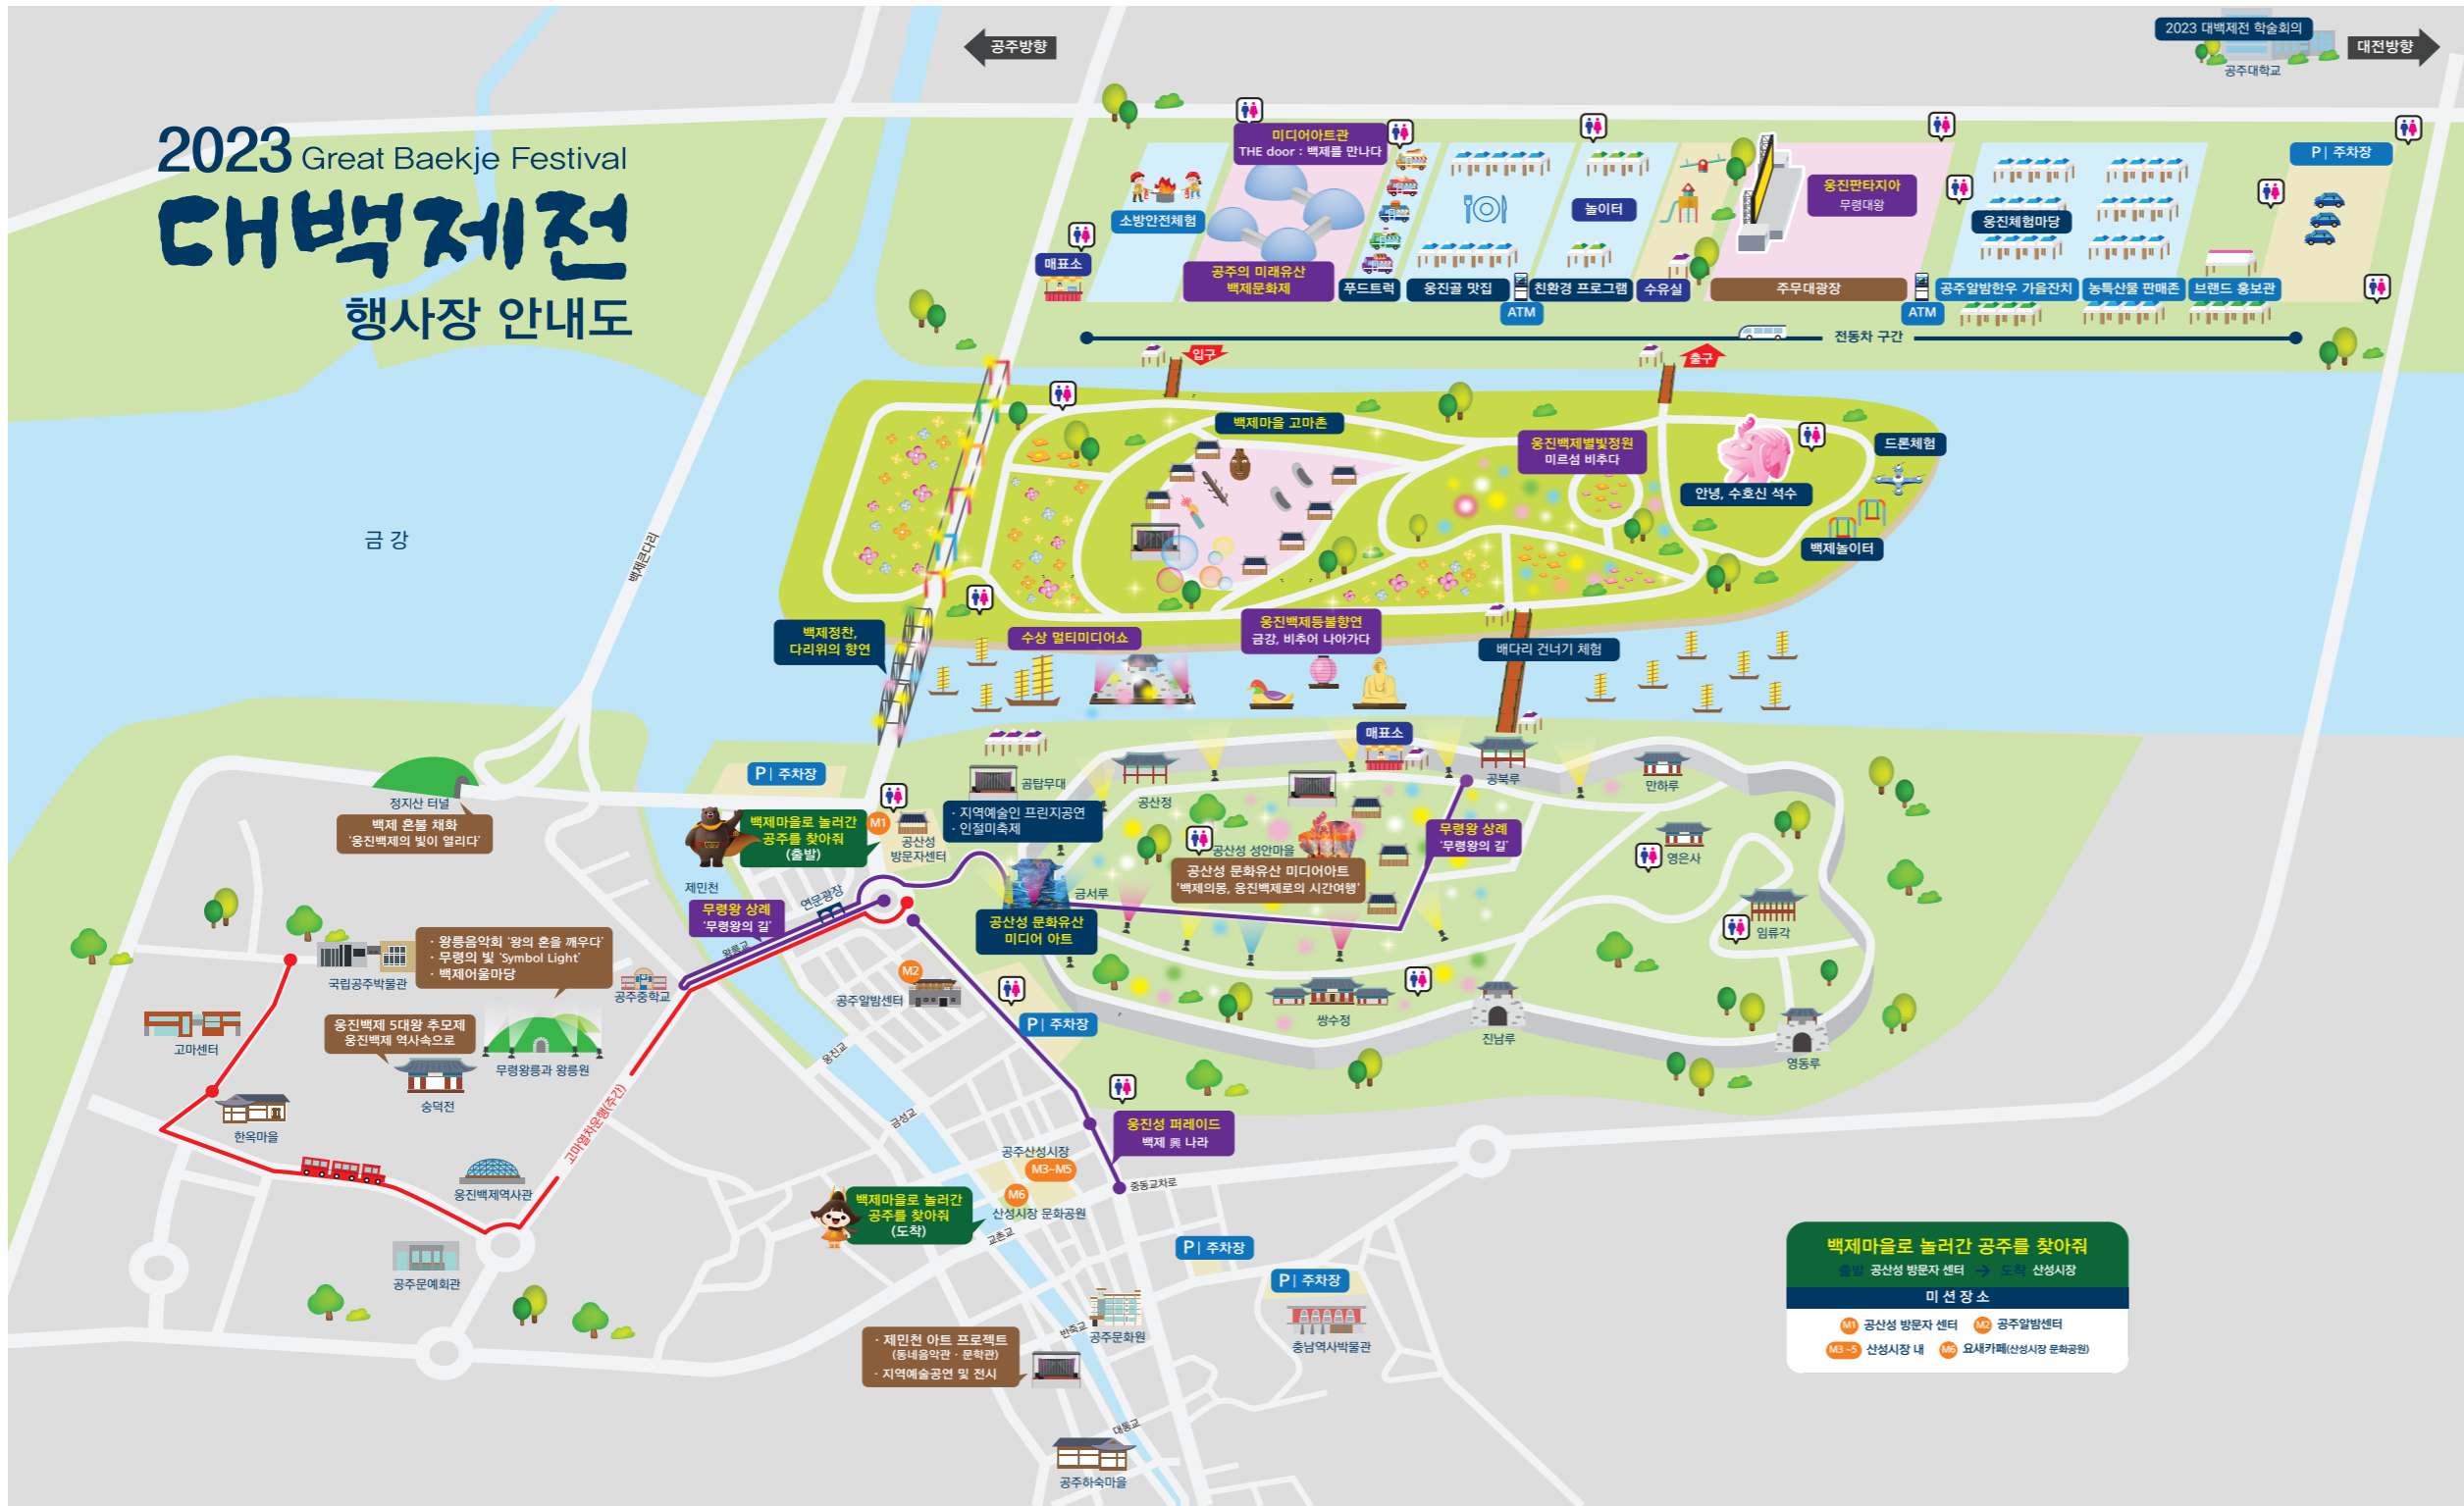 2023 Great Baekje Festival
대백제전
행사장 안내도
공주방향
2023 대백제전 학술회의
공주대학교
대전방향
미디어아트관
THE door : 백제를 만나다
소방안전체험
매표소
공주의 미래유산
백제문화제
푸드트럭
웅진골 맛집
ATM
놀이터
친환경 프로그램
수유실
웅진판타지아
무령대왕
주무대광장
ATM
웅진체험마당
공주알밤한우 가을잔치
농특산물 판매존
브랜드 홍보관
P | 주차장
전동차 구간
입구
출구
백제마을 고마촌
웅진백제별빛정원
미르섬 비추다
안녕, 수호신 석수
드론체험
백제놀이터
금 강
백제큰다리
백제정찬,
다리위의 향연
수상 멀티미디어쇼
웅진백제등불향연
금강, 비추어 나아가다
배다리 건너기 체험
매표소
정지산 터널
백제 혼불 채화
'웅진백제의 빛이 열리다'
P | 주차장
백제마을로 놀러간
공주를 찾아줘
(출발)
M1
공산성
방문자센터
공탑무대
· 지역예술인 프린지공연
· 인절미축제
공산정
공북루
만하루
영은사
임류각
영동루
진남루
쌍수정
공산성 성안마을
공산성 문화유산 미디어아트
'백제의몽, 웅진백제로의 시간여행'
무령왕 상례
'무령왕의 길'
금서루
공산성 문화유산
미디어 아트
제민천
무령왕 상례
'무령왕의 길'
연문광장
왕릉교
M2
공주알밤센터
P | 주차장
국립공주박물관
· 왕릉음악회 '왕의 혼을 깨우다'
· 무령의 빛 'Symbol Light'
· 백제어울마당
공주중학교
고마센터
웅진백제 5대왕 추모제
웅진백제 역사속으로
숭덕전
무령왕릉과 왕릉원
한옥마을
고마열차운행(주간)
웅진백제역사관
공주문예회관
웅진교
금성교
공주산성시장
M3~M5
M6
산성시장 문화공원
교촌교
웅진성 퍼레이드
백제 興 나라
중동교차로
백제마을로 놀러간
공주를 찾아줘
(도착)
P | 주차장
P | 주차장
충남역사박물관
공주문화원
반죽교
· 제민천 아트 프로젝트
(동네음악관 · 문학관)
· 지역예술공연 및 전시
대통교
공주하숙마을
백제마을로 놀러간 공주를 찾아줘
출발 공산성 방문자 센터 → 도착 산성시장
미 션 장 소
M1 공산성 방문자 센터 M2 공주알밤센터
M3 ~5 산성시장 내 M6 요새카페(산성시장 문화공원)